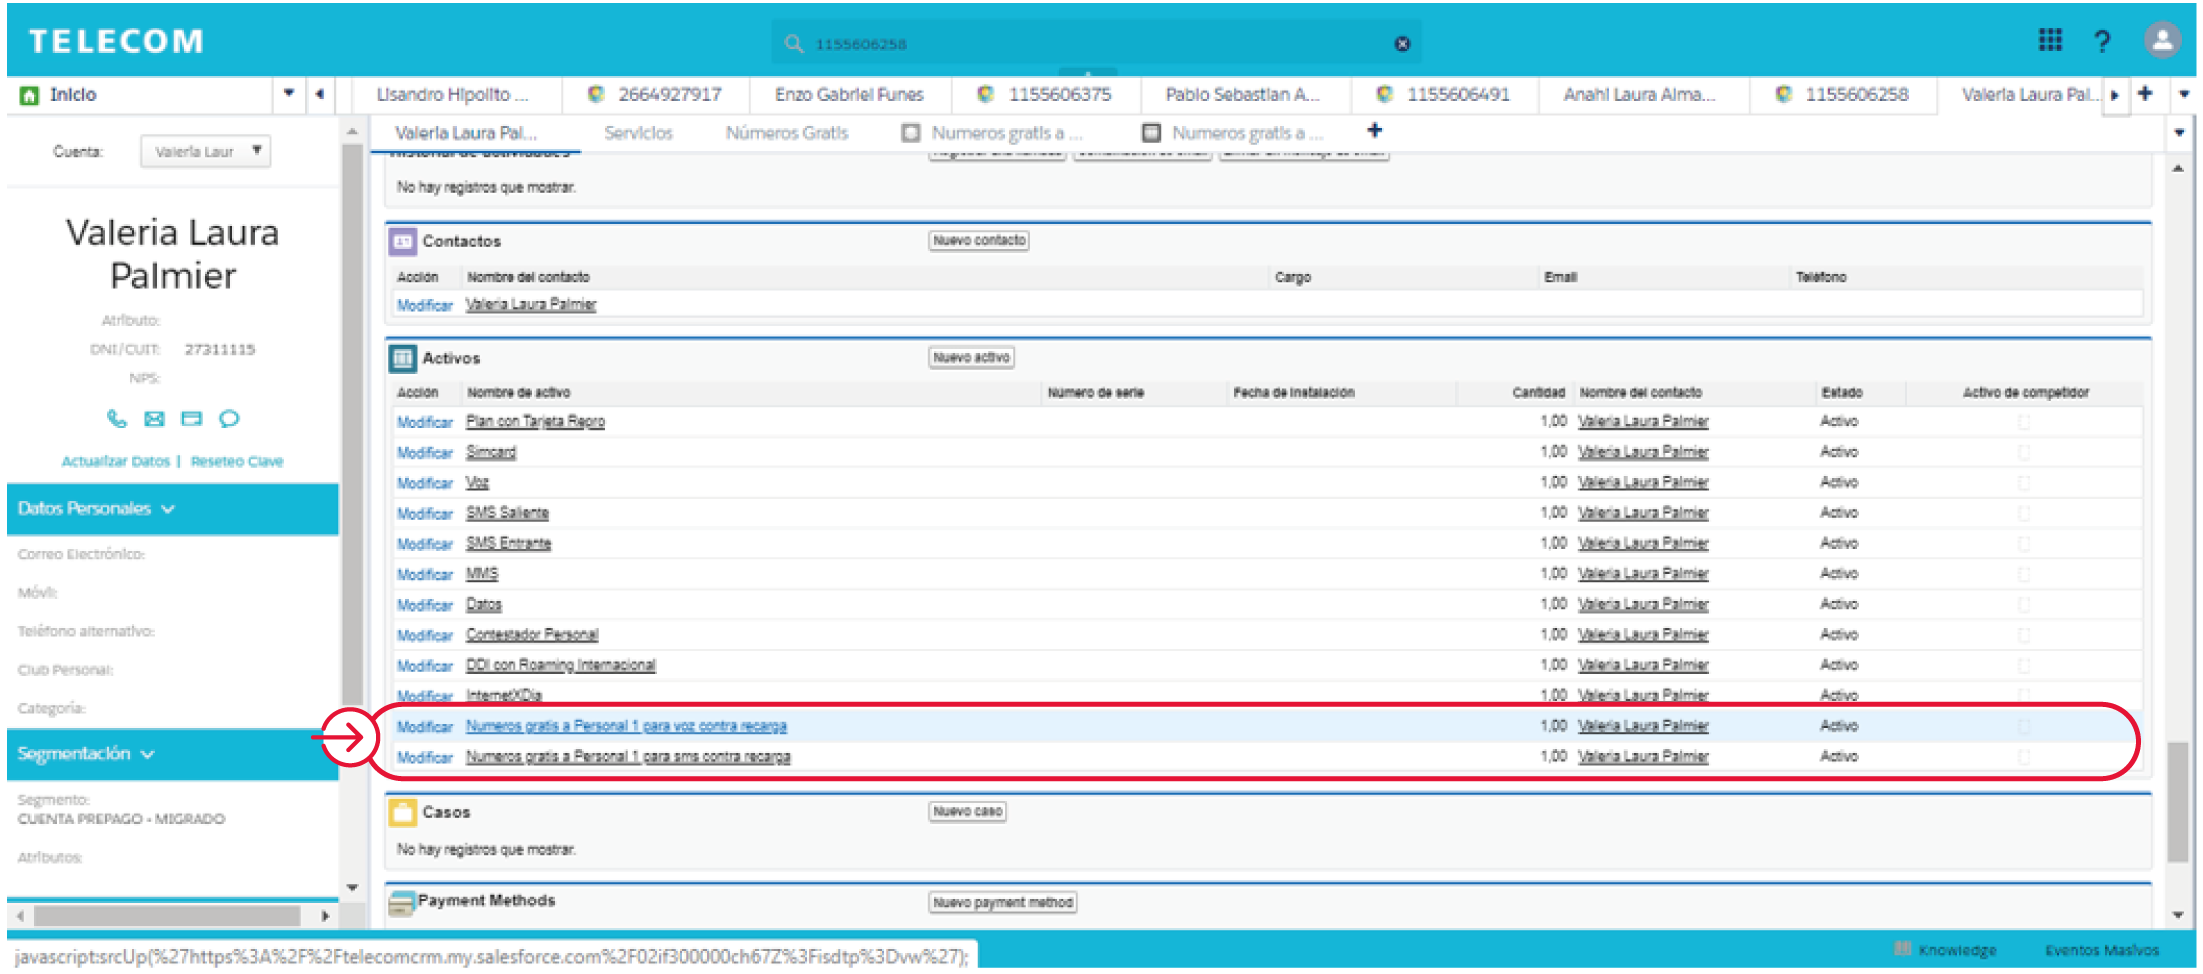 TELECOM
1155606258
?
Inicio
Lisandro Hipolito ...
2664927917
Enzo Gabriel Funes
1155606375
Pablo Sebastian A...
1155606491
Anahi Laura Alma...
1155606258
Valeria Laura Pal...
Cuenta: Valeria Laur
Valeria Laura Pal...
Servicios
Números Gratis
Numeros gratis a ...
Numeros gratis a ...
Valeria Laura
Palmier
Atributo:
DNI/CUIT: 27311115
NPS:
Actualizar Datos | Reseteo Clave
Datos Personales
Correo Electrónico:
Móvil:
Teléfono alternativo:
Club Personal:
Categoría:
Segmentación
Segmento:
CUENTA PREPAGO - MIGRADO
Atributos:
No hay registros que mostrar.
Contactos Nuevo contacto
Acción Nombre del contacto Cargo Email Teléfono
Modificar Valeria Laura Palmier
Activos Nuevo activo
Acción Nombre de activo Número de serie Fecha de instalación Cantidad Nombre del contacto Estado Activo de competidor
Modificar Plan con Tarjeta Repro 1,00 Valeria Laura Palmier Activo
Modificar Simcard 1,00 Valeria Laura Palmier Activo
Modificar Voz 1,00 Valeria Laura Palmier Activo
Modificar SMS Saliente 1,00 Valeria Laura Palmier Activo
Modificar SMS Entrante 1,00 Valeria Laura Palmier Activo
Modificar MMS 1,00 Valeria Laura Palmier Activo
Modificar Datos 1,00 Valeria Laura Palmier Activo
Modificar Contestador Personal 1,00 Valeria Laura Palmier Activo
Modificar DDI con Roaming Internacional 1,00 Valeria Laura Palmier Activo
Modificar InternetXDia 1,00 Valeria Laura Palmier Activo
Modificar Numeros gratis a Personal 1 para voz contra recarga 1,00 Valeria Laura Palmier Activo
Modificar Numeros gratis a Personal 1 para sms contra recarga 1,00 Valeria Laura Palmier Activo
Casos Nuevo caso
No hay registros que mostrar.
Payment Methods Nuevo payment method
javascript:srcUp(%27https%3A%2F%2Ftelecomcrm.my.salesforce.com%2F02if300000ch67Z%3Fisdtp%3Dvw%27);
Knowledge
Eventos Masivos